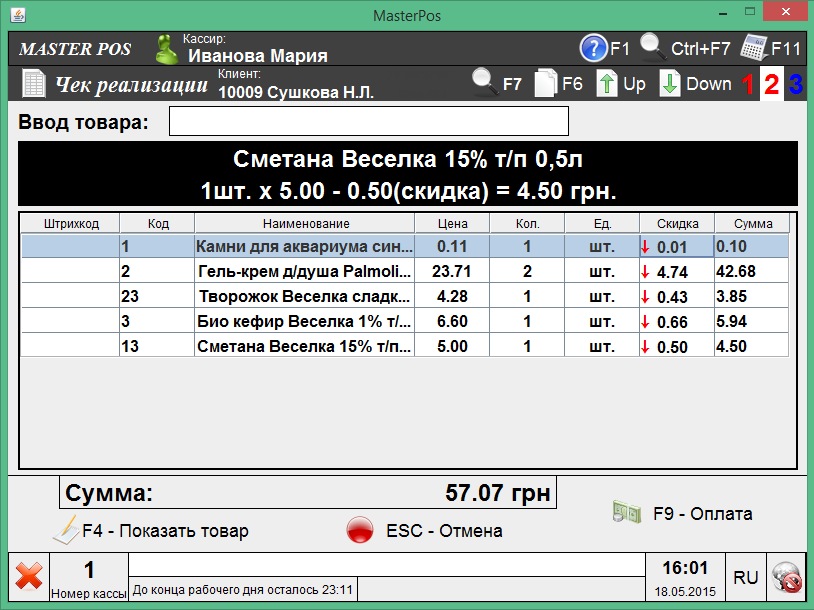 MasterPos
MASTER POS
Кассир:
Иванова Мария
F1
Ctrl+F7
F11
Чек реализации
Клиент:
10009 Сушкова Н.Л.
F7
F6
Up
Down
1 2 3
Ввод товара:
Сметана Веселка 15% т/п 0,5л
1шт. х 5.00 - 0.50(скидка) = 4.50 грн.
Штрихкод Код Наименование Цена Кол. Ед. Скидка Сумма
1 Камни для аквариума син... 0.11 1 шт. 0.01 0.10
2 Гель-крем д/душа Palmoli... 23.71 2 шт. 4.74 42.68
23 Творожок Веселка сладк... 4.28 1 шт. 0.43 3.85
3 Био кефир Веселка 1% т/... 6.60 1 шт. 0.66 5.94
13 Сметана Веселка 15% т/п... 5.00 1 шт. 0.50 4.50
Сумма: 57.07 грн
F4 - Показать товар
ESC - Отмена
F9 - Оплата
1
Номер кассы
До конца рабочего дня осталось 23:11
16:01
18.05.2015
RU